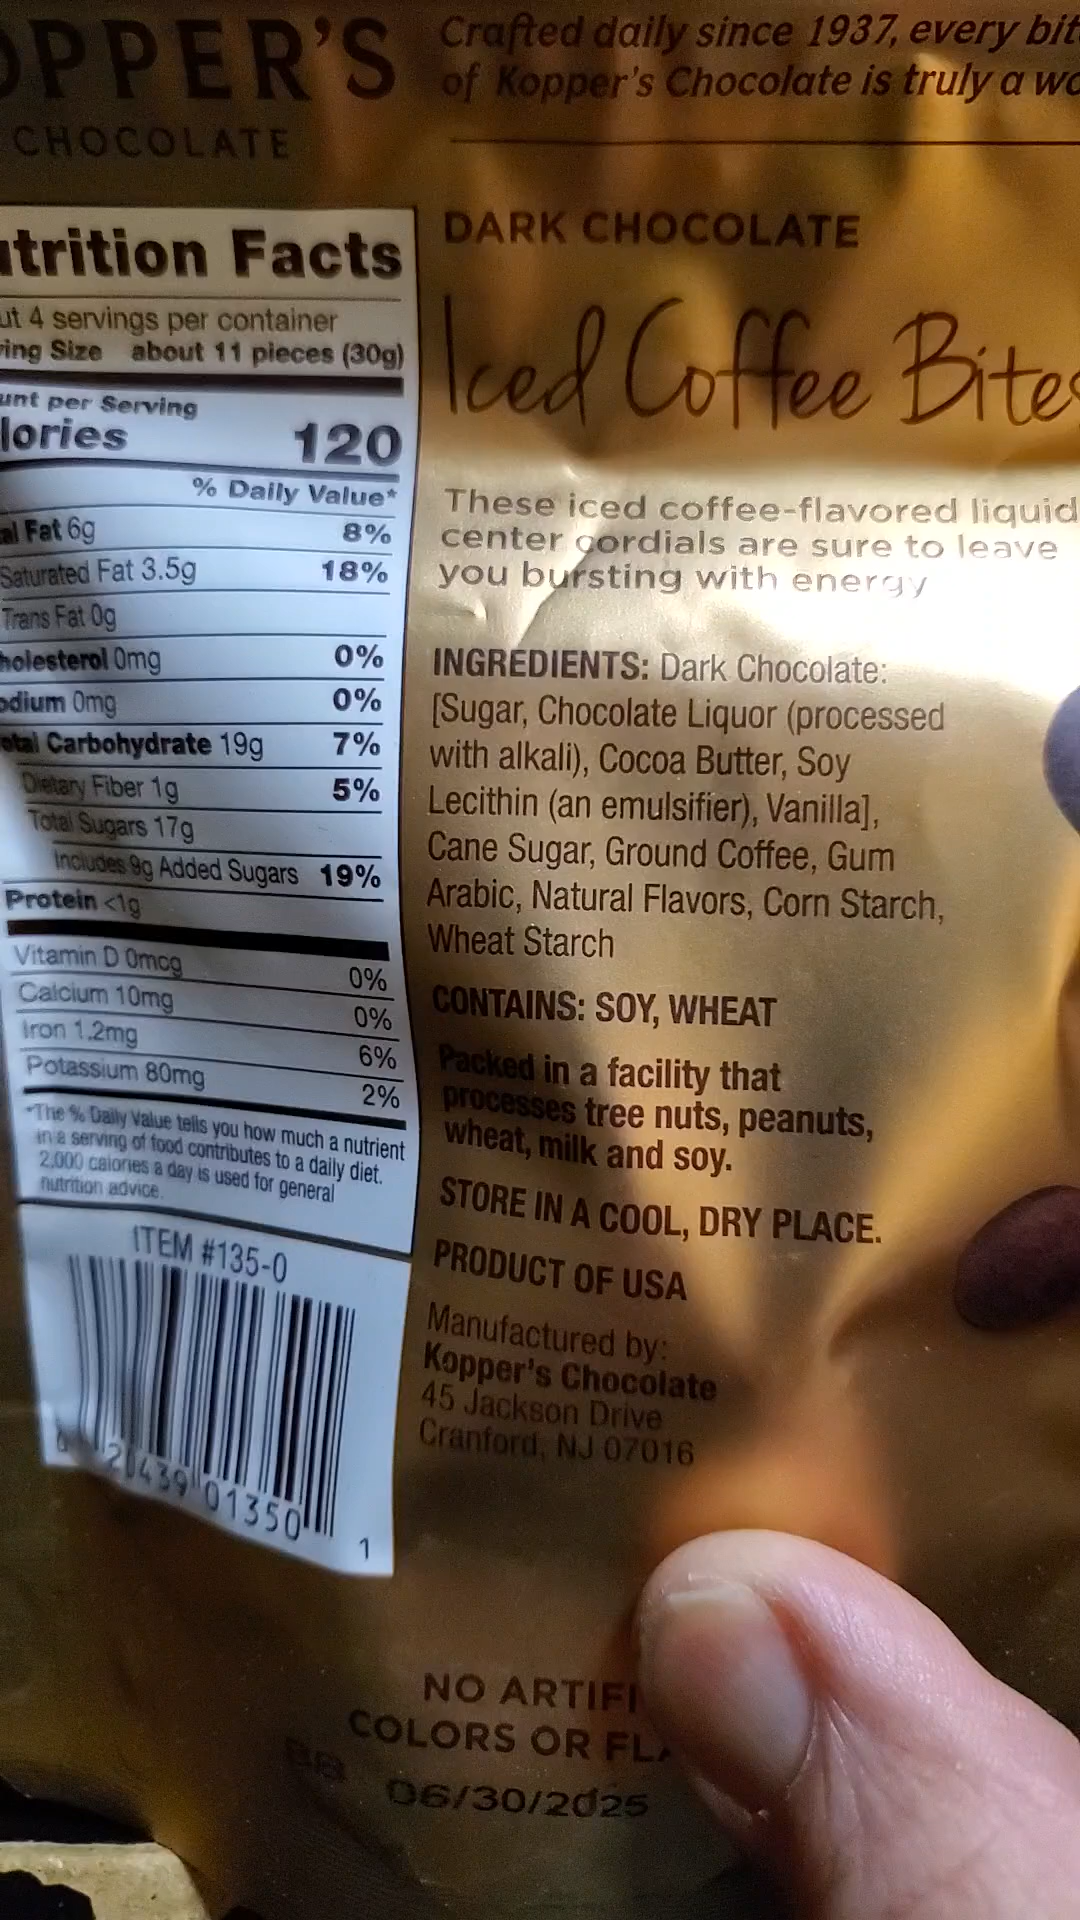 OPPER'S
CHOCOLATE
Crafted daily since 1937, every bit
of Kopper's Chocolate is truly a wo
utrition Facts
ut 4 servings per container
ving Size about 11 pieces (30g)
unt per Serving
lories 120
% Daily Value*
al Fat 6g 8%
Saturated Fat 3.5g 18%
Trans Fat 0g
holesterol 0mg 0%
odium 0mg 0%
otal Carbohydrate 19g 7%
Dietary Fiber 1g 5%
Total Sugars 17g
Includes 9g Added Sugars 19%
Protein <1g
Vitamin D 0mcg 0%
Calcium 10mg 0%
Iron 1.2mg 6%
Potassium 80mg 2%
*The % Daily Value tells you how much a nutrient
in a serving of food contributes to a daily diet.
2,000 calories a day is used for general
nutrition advice.
ITEM #135-0
20439 01350 1
DARK CHOCOLATE
Iced Coffee Bites
These iced coffee-flavored liquid
center cordials are sure to leave
you bursting with energy
INGREDIENTS: Dark Chocolate:
[Sugar, Chocolate Liquor (processed
with alkali), Cocoa Butter, Soy
Lecithin (an emulsifier), Vanilla],
Cane Sugar, Ground Coffee, Gum
Arabic, Natural Flavors, Corn Starch,
Wheat Starch
CONTAINS: SOY, WHEAT
Packed in a facility that
processes tree nuts, peanuts,
wheat, milk and soy.
STORE IN A COOL, DRY PLACE.
PRODUCT OF USA
Manufactured by:
Kopper's Chocolate
45 Jackson Drive
Cranford, NJ 07016
NO ARTIFI
COLORS OR FLA
BB 06/30/2025